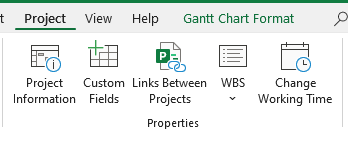 t Project View Help Gantt Chart Format
Project Information Custom Fields Links Between Projects WBS Change Working Time
Properties